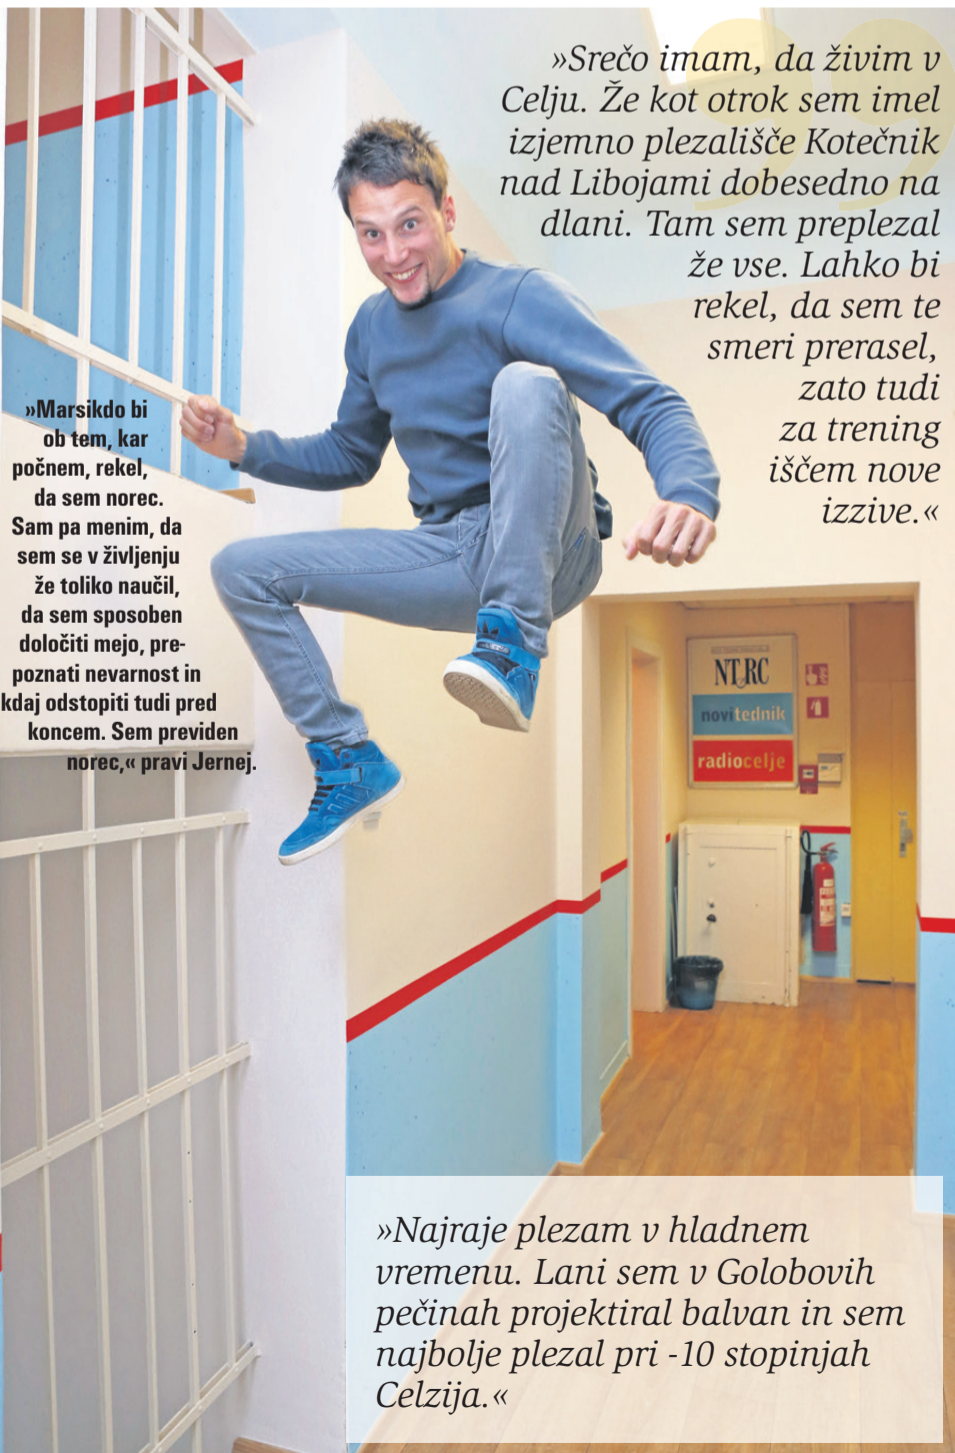 »Srečo imam, da živim v
Celju. Že kot otrok sem imel
izjemno plezališče Kotečnik
nad Libojami dobesedno na
dlani. Tam sem preplezal
že vse. Lahko bi
rekel, da sem te
smeri prerasel,
zato tudi
za trening
iščem nove
izzive.«
»Marsikdo bi
ob tem, kar
počnem, rekel,
da sem norec.
Sam pa menim, da
sem se v življenju
že toliko naučil,
da sem sposoben
določiti mejo, pre-
poznati nevarnost in
kdaj odstopiti tudi pred
koncem. Sem previden
norec,« pravi Jernej.
NT&RC
novitednik
radiocelje
»Najraje plezam v hladnem
vremenu. Lani sem v Golobovih
pečinah projektiral balvan in sem
najbolje plezal pri -10 stopinjah
Celzija.«